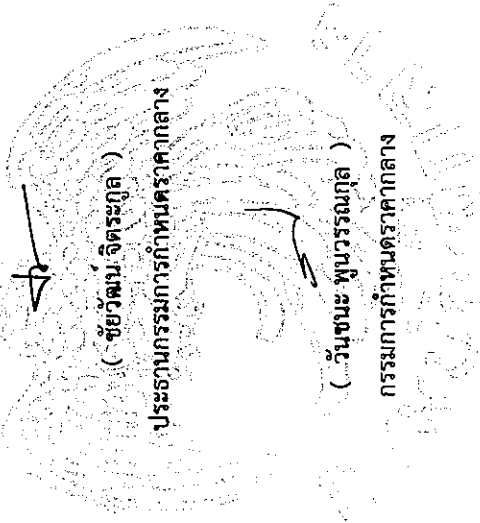 ( ชัยวัฒน์ จิตระกูล )
ประธานกรรมการกำหนดราคากลาง
( วันชนะ พูนวรรณกุล )
กรรมการกำหนดราคากลาง